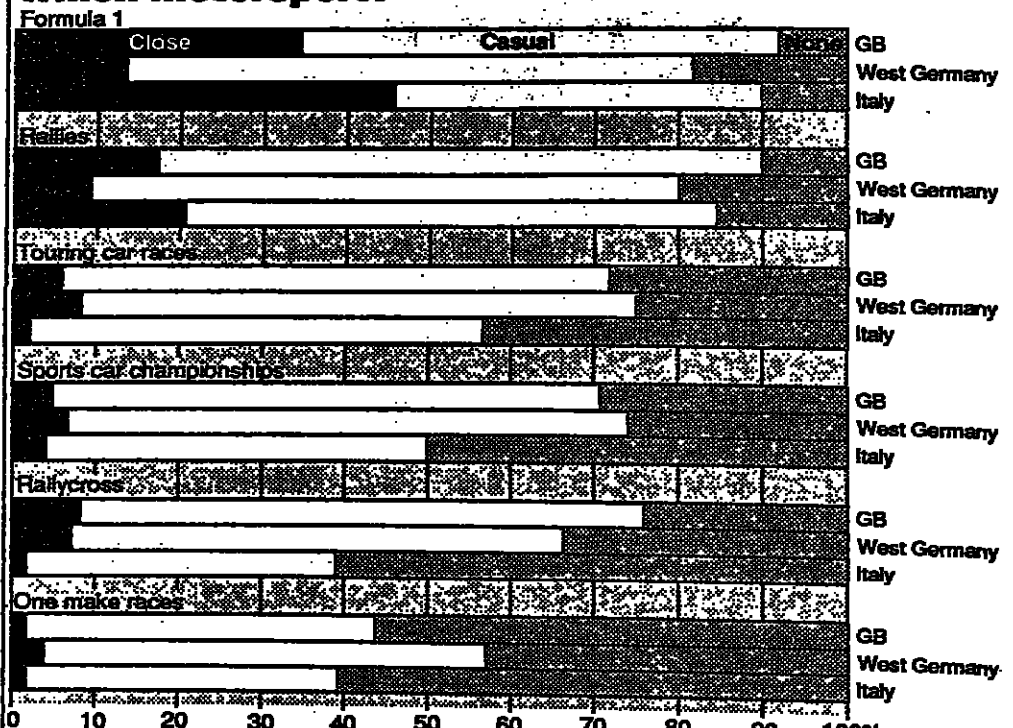 Formula 1
Close Casual None GB
West Germany
Italy
Rallies
GB
West Germany
Italy
Touring car races
GB
West Germany
Italy
Sports car championships
GB
West Germany
Italy
Rallycross
GB
West Germany
Italy
One make races
GB
West Germany
Italy
0 10 20 30 40 50 60 70 80 90 100%